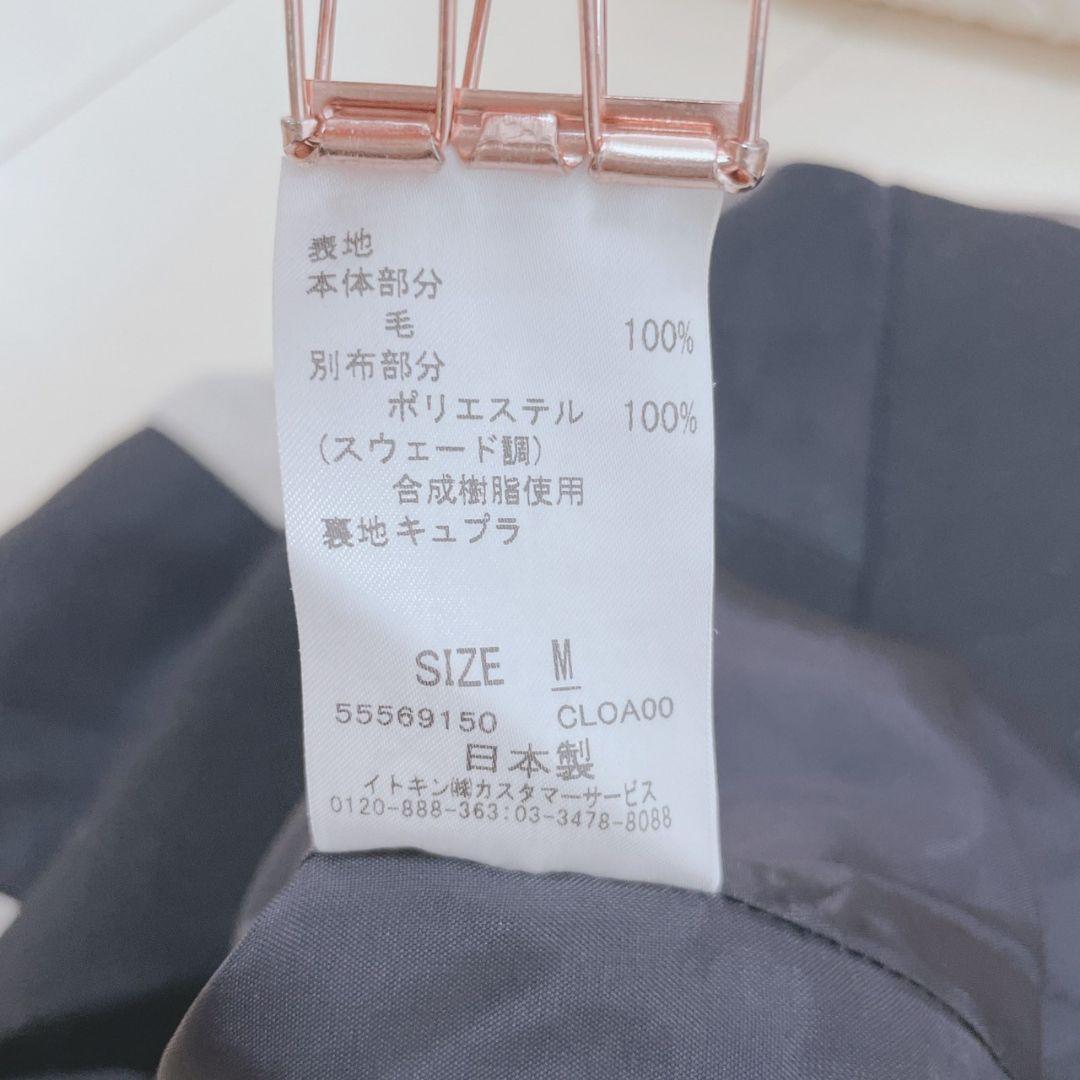 表地
本体部分
毛 100%
別布部分
ポリエステル 100%
(スウェード調)
合成樹脂使用
裏地キュプラ
SIZE M
55569150 CLOA00
日本製
イトキン㈱カスタマーサービス
0120-888-363:03-3478-8088